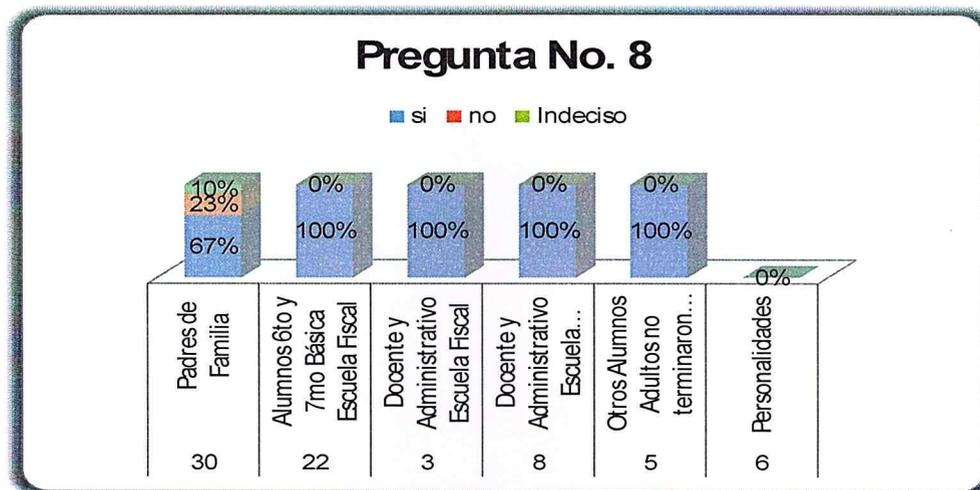 Pregunta No. 8
si no Indeciso
10% 0% 0% 0% 0%
23%
67% 100% 100% 100% 100%
0%
Padres de
Familia
Alumnos 6to y
7mo Básica
Escuela Fiscal
Docente y
Administrativo
Escuela Fiscal
Docente y
Administrativo
Escuela...
Otros Alumnos
Adultos no
terminaron...
Personalidades
30 22 3 8 5 6